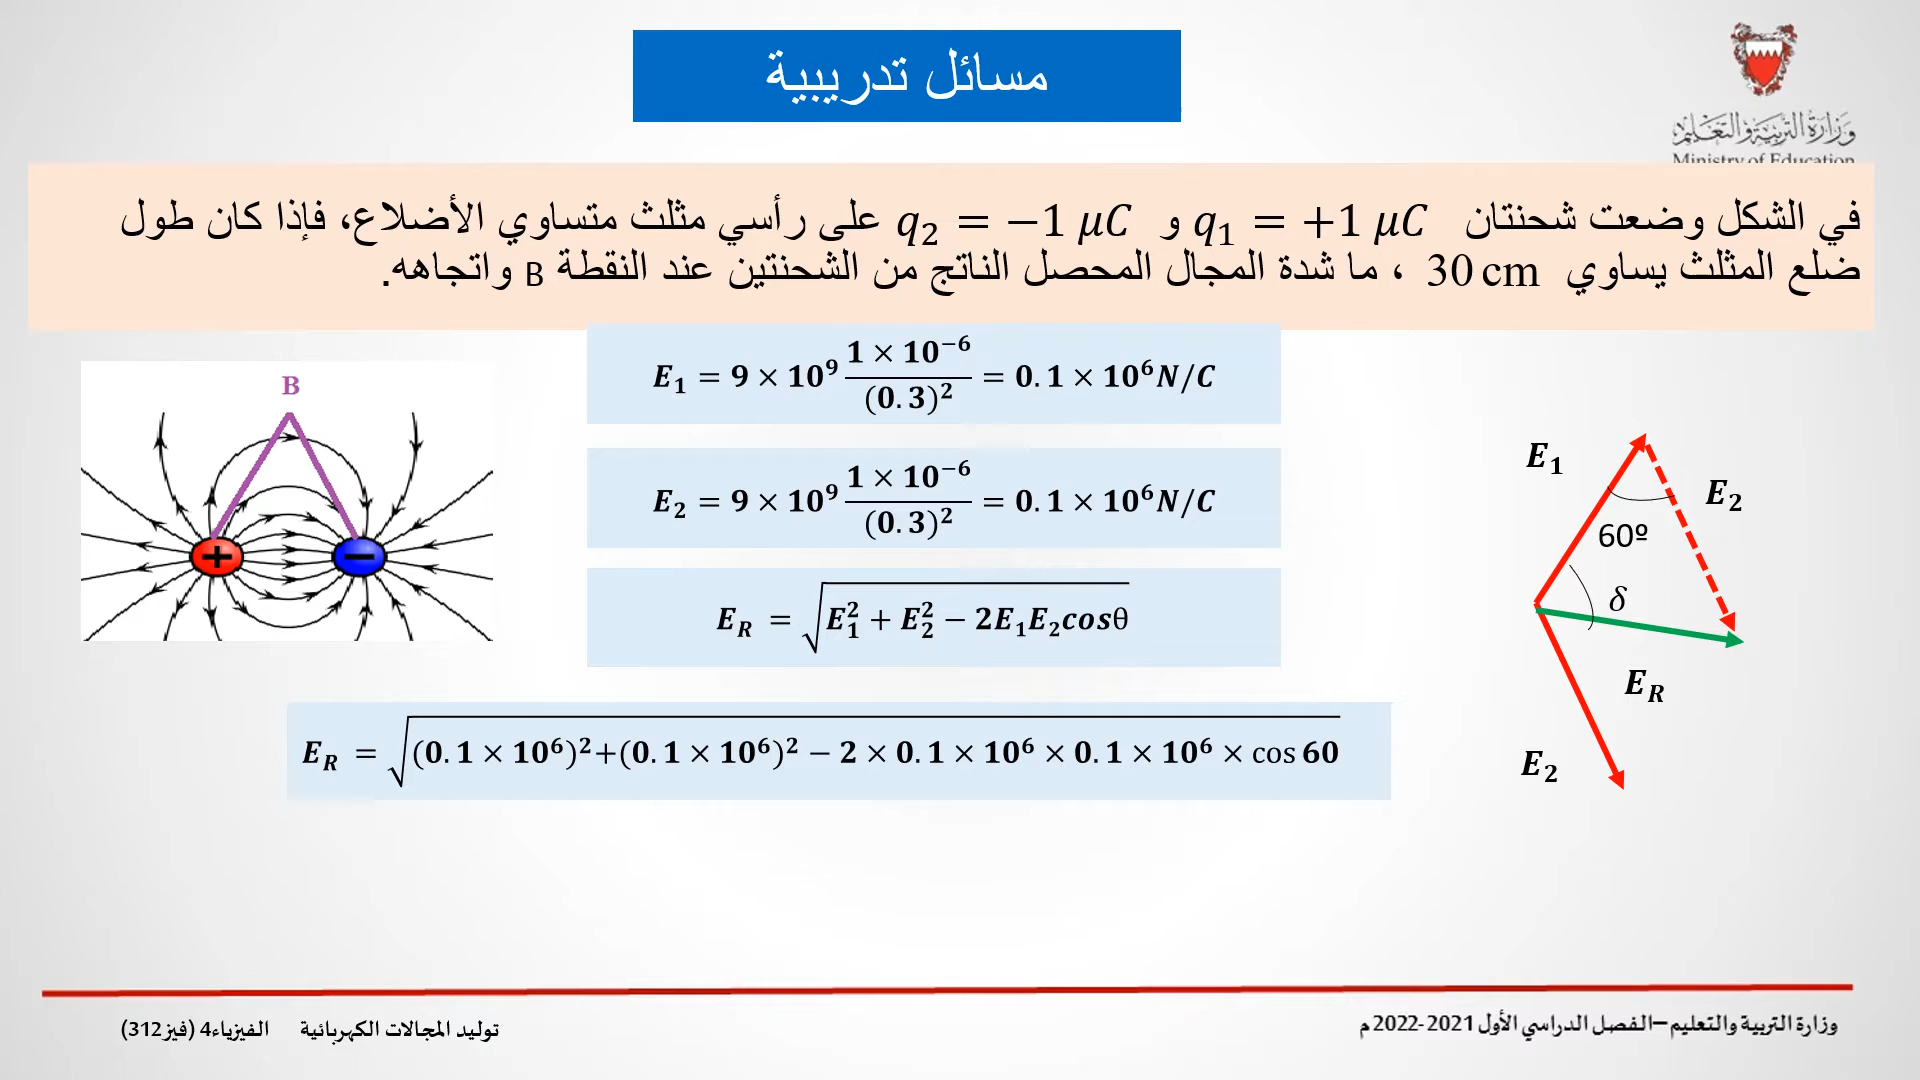 مسائل تدريبية
وزارة التربية والتعليم
Ministry of Education
في الشكل وضعت شحنتان q₁ = +1 μC و q₂ = −1 μC على رأسي مثلث متساوي الأضلاع، فإذا كان طول
ضلع المثلث يساوي 30 cm ، ما شدة المجال المحصل الناتج من الشحنتين عند النقطة B واتجاهه.
B
+ −
E₁ = 9 × 10⁹ (1 × 10⁻⁶)/(0.3)² = 0.1 × 10⁶ N/C
E₂ = 9 × 10⁹ (1 × 10⁻⁶)/(0.3)² = 0.1 × 10⁶ N/C
E_R = √(E₁² + E₂² − 2E₁E₂cosθ)
E_R = √((0.1 × 10⁶)²+(0.1 × 10⁶)² − 2 × 0.1 × 10⁶ × 0.1 × 10⁶ × cos 60)
E₁
E₂
60º
δ
E_R
E₂
وزارة التربية والتعليم –الفصل الدراسي الأول 2021-2022 م
توليد المجالات الكهربائية الفيزياء4 (فيز312)